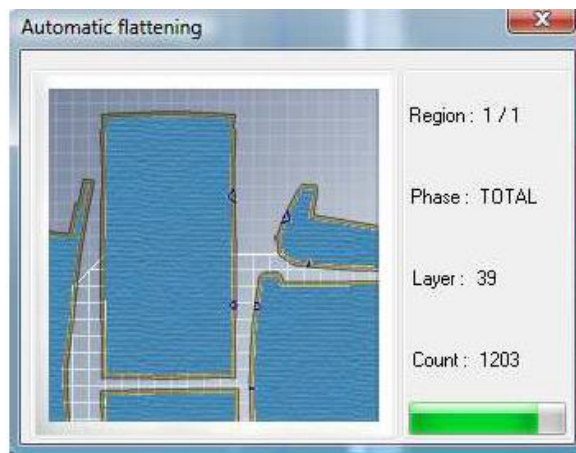 Automatic flattening
Region : 1 / 1
Phase : TOTAL
Layer : 39
Count : 1203